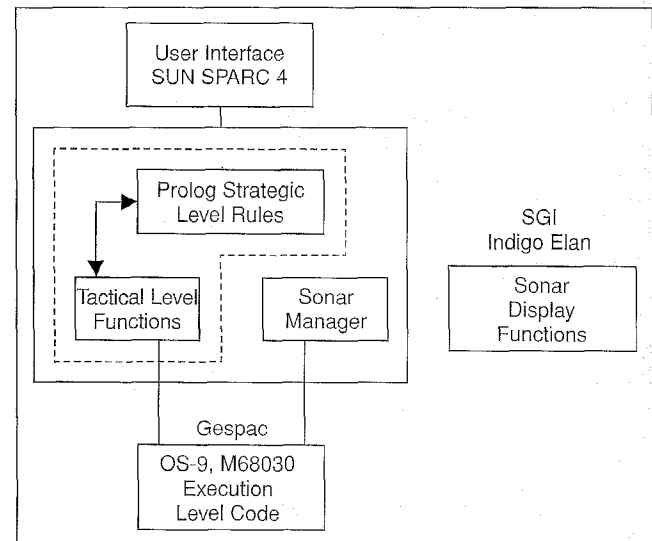 User Interface
SUN SPARC 4
Prolog Strategic
Level Rules
Tactical Level
Functions
Sonar
Manager
SGI
Indigo Elan
Sonar
Display
Functions
Gespac
OS-9, M68030
Execution
Level Code